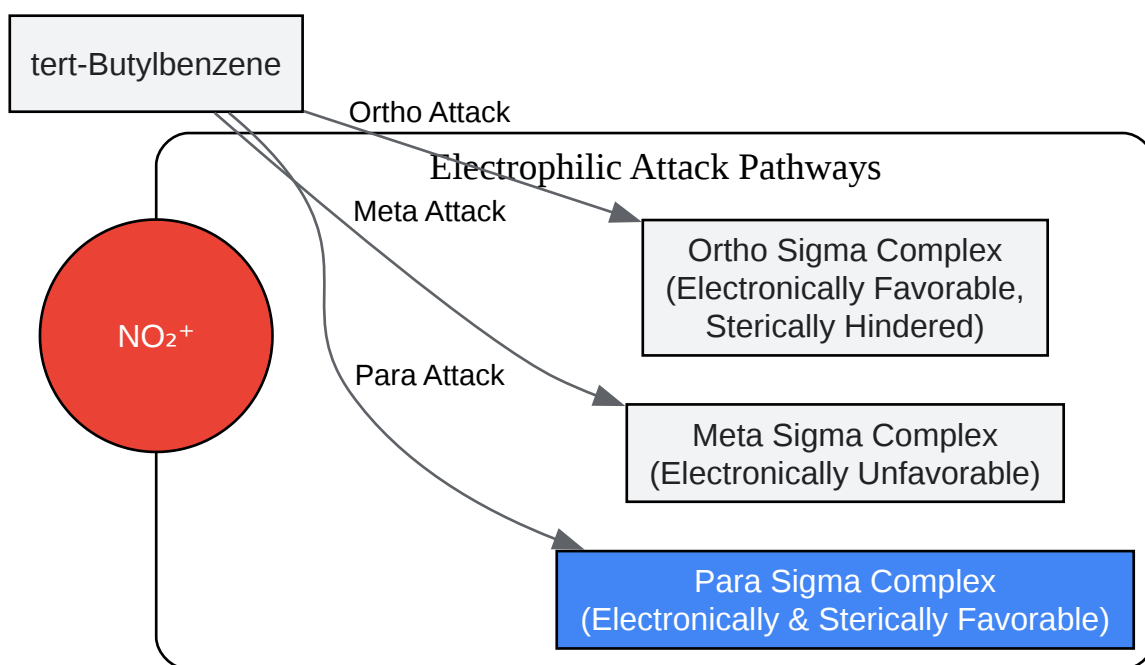 tert-Butylbenzene
Ortho Attack
Electrophilic Attack Pathways
Meta Attack
Ortho Sigma Complex
(Electronically Favorable,
Sterically Hindered)
NO₂⁺
Para Attack
Meta Sigma Complex
(Electronically Unfavorable)
Para Sigma Complex
(Electronically & Sterically Favorable)